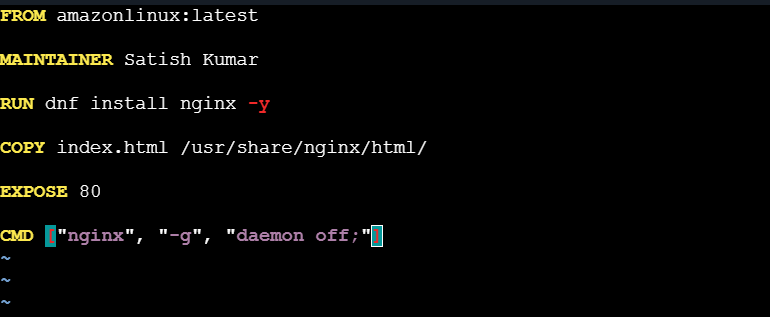 FROM amazonlinux:latest
MAINTAINER Satish Kumar
RUN dnf install nginx -y
COPY index.html /usr/share/nginx/html/
EXPOSE 80
CMD ["nginx", "-g", "daemon off;"]
~
~
~